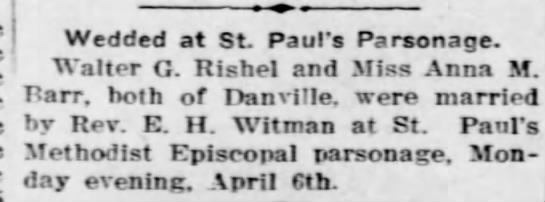 Wedded at St. Paul's Parsonage.
Walter G. Rishel and Miss Anna M.
Barr, both of Danville, were married
by Rev. E. H. Witman at St. Paul's
Methodist Episcopal parsonage, Mon-
day evening, April 6th.